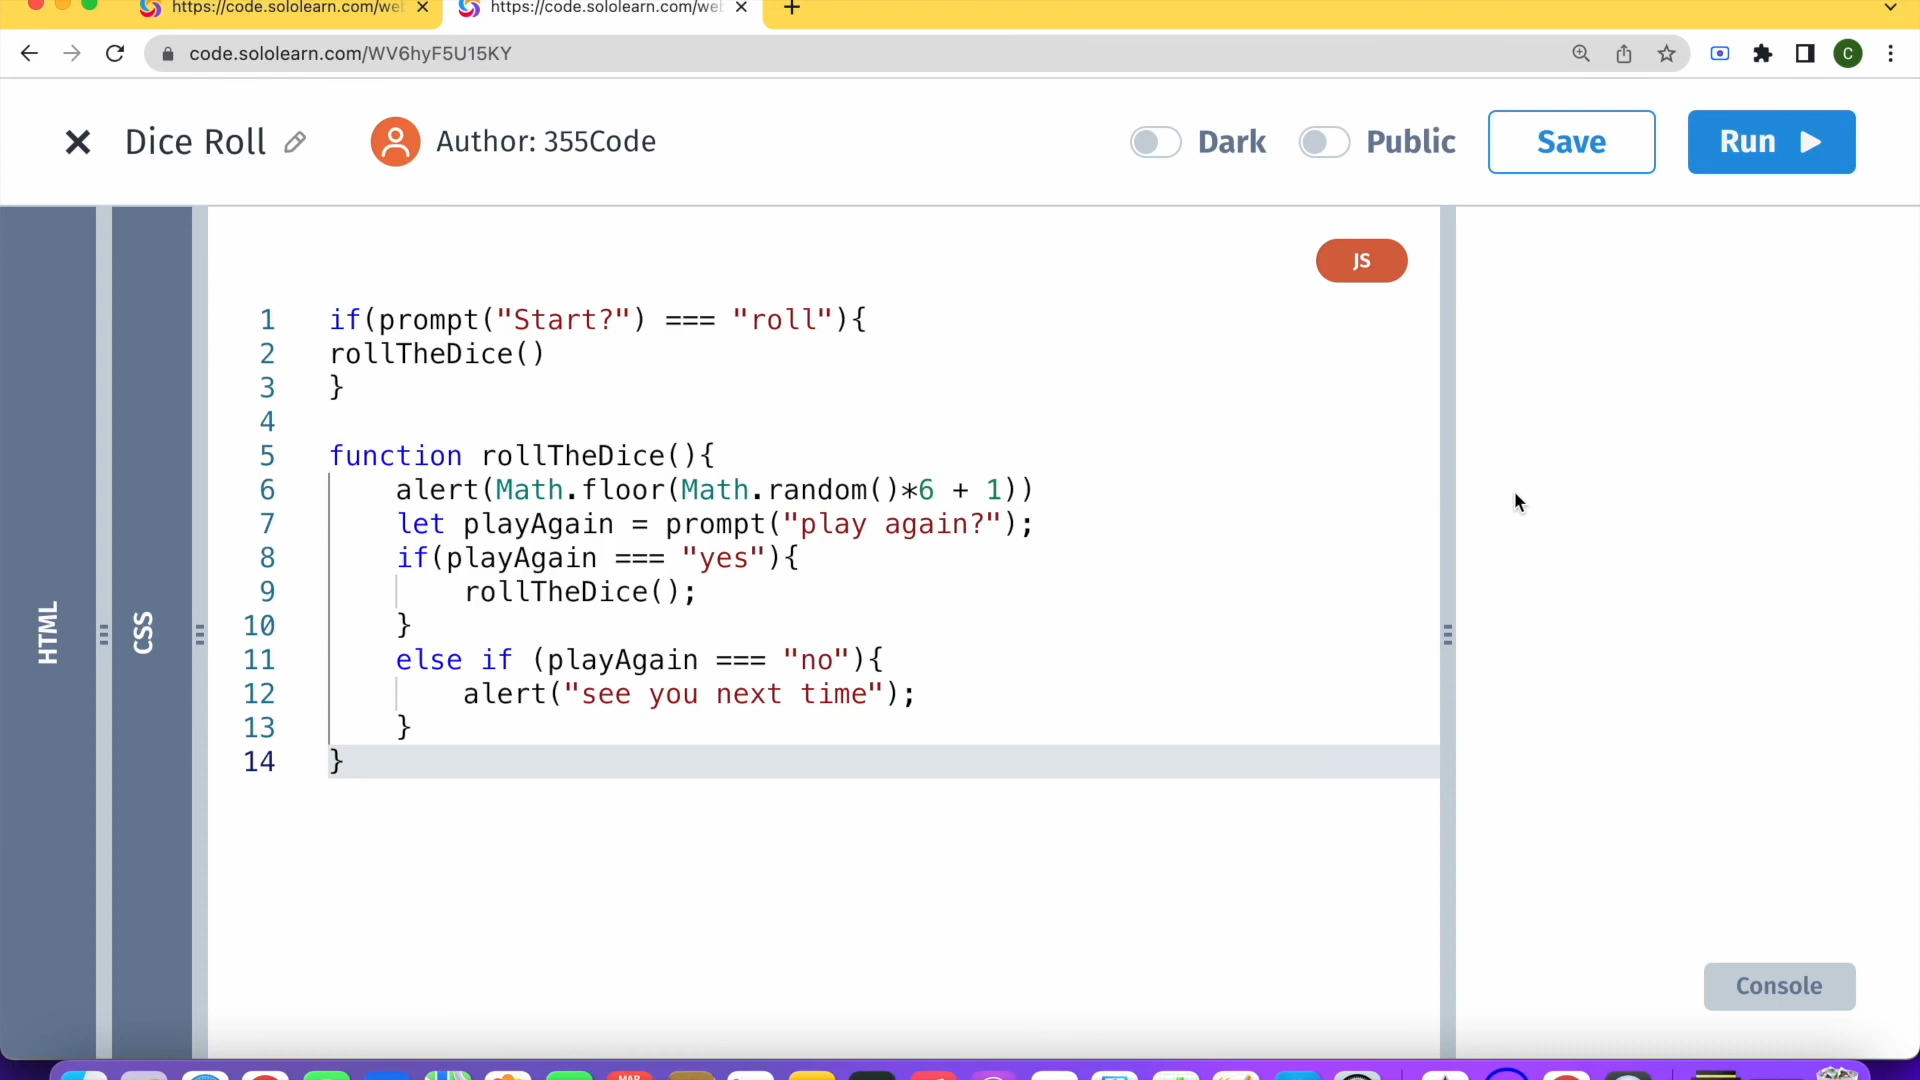 https://code.sololearn.com/we
https://code.sololearn.com/we
code.sololearn.com/WV6hyF5U15KY
C
Dice Roll
Author: 355Code
Dark
Public
Save
Run
HTML
CSS
JS
1 if(prompt("Start?") === "roll"){
2 rollTheDice()
3 }
4
5 function rollTheDice(){
6     alert(Math.floor(Math.random()*6 + 1))
7     let playAgain = prompt("play again?");
8     if(playAgain === "yes"){
9         rollTheDice();
10     }
11     else if (playAgain === "no"){
12         alert("see you next time");
13     }
14 }
Console
MAR